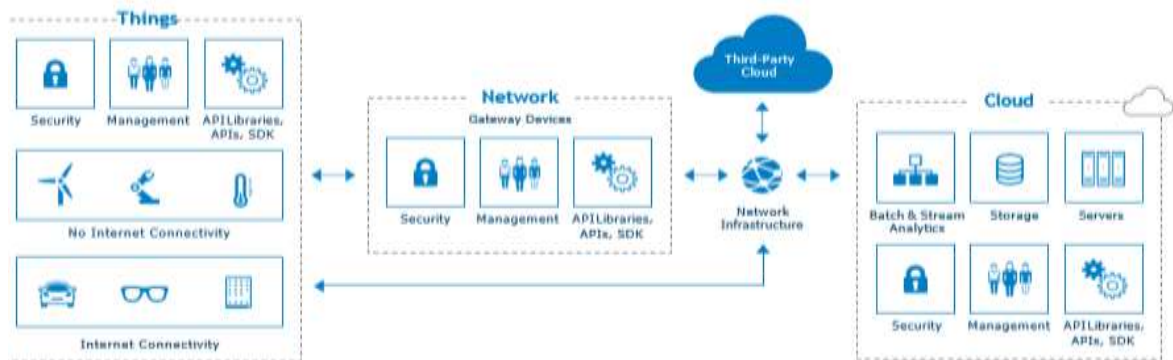 Things
Security
Management
APILibraries,
APIs, SDK
No Internet Connectivity
Internet Connectivity
Network
Gateway Devices
Security
Management
APILibraries,
APIs, SDK
Third-Party
Cloud
Network
Infrastructure
Cloud
Batch & Stream
Analytics
Storage
Servers
Security
Management
APILibraries,
APIs, SDK